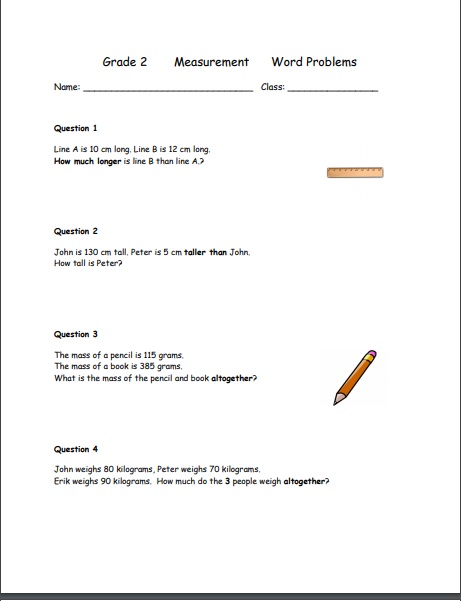 Grade 2 Measurement Word Problems
Name: ______________________________ Class: ________________
Question 1
Line A is 10 cm long. Line B is 12 cm long.
How much longer is line B than line A.?
Question 2
John is 130 cm tall. Peter is 5 cm taller than John.
How tall is Peter?
Question 3
The mass of a pencil is 115 grams.
The mass of a book is 385 grams.
What is the mass of the pencil and book altogether?
Question 4
John weighs 80 kilograms, Peter weighs 70 kilograms.
Erik weighs 90 kilograms. How much do the 3 people weigh altogether?